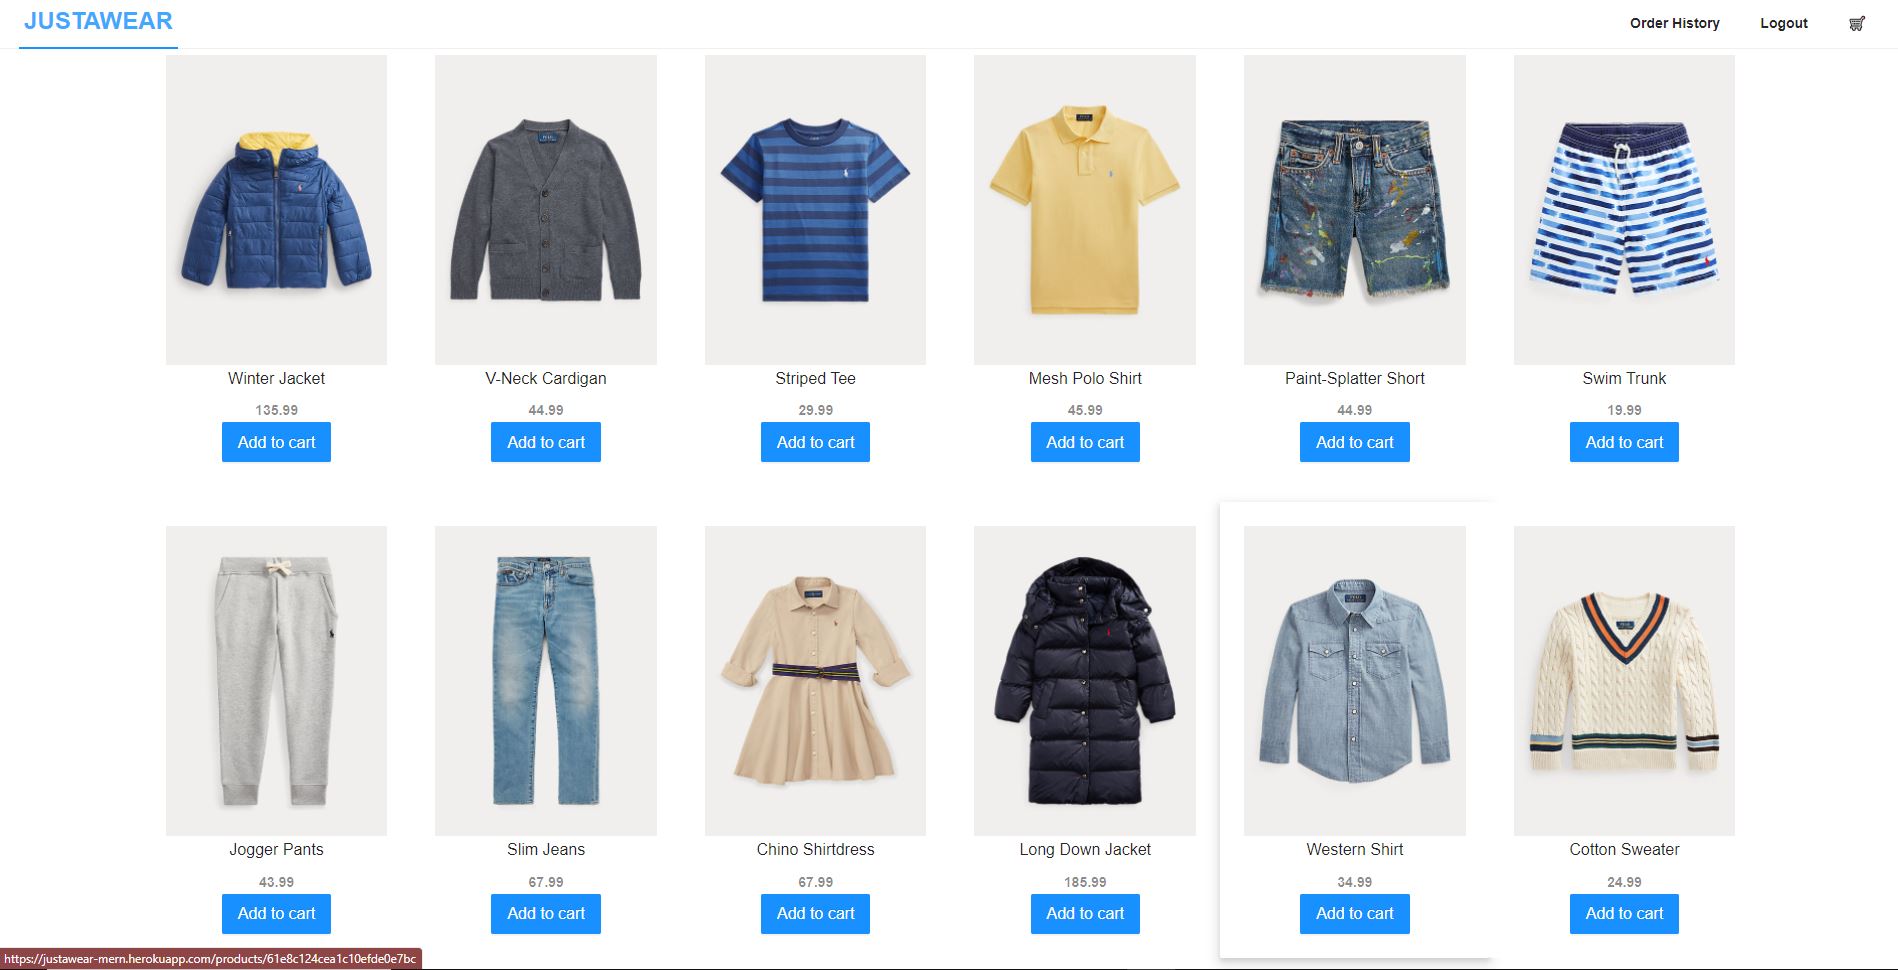 JUSTAWEAR
Order History Logout
Winter Jacket V-Neck Cardigan Striped Tee Mesh Polo Shirt Paint-Splatter Short Swim Trunk
135.99 44.99 29.99 45.99 44.99 19.99
Add to cart Add to cart Add to cart Add to cart Add to cart Add to cart
Jogger Pants Slim Jeans Chino Shirtdress Long Down Jacket Western Shirt Cotton Sweater
43.99 67.99 67.99 185.99 34.99 24.99
Add to cart Add to cart Add to cart Add to cart Add to cart Add to cart
https://justawear-mern.herokuapp.com/products/61e8c124cea1c10efde0e7bc